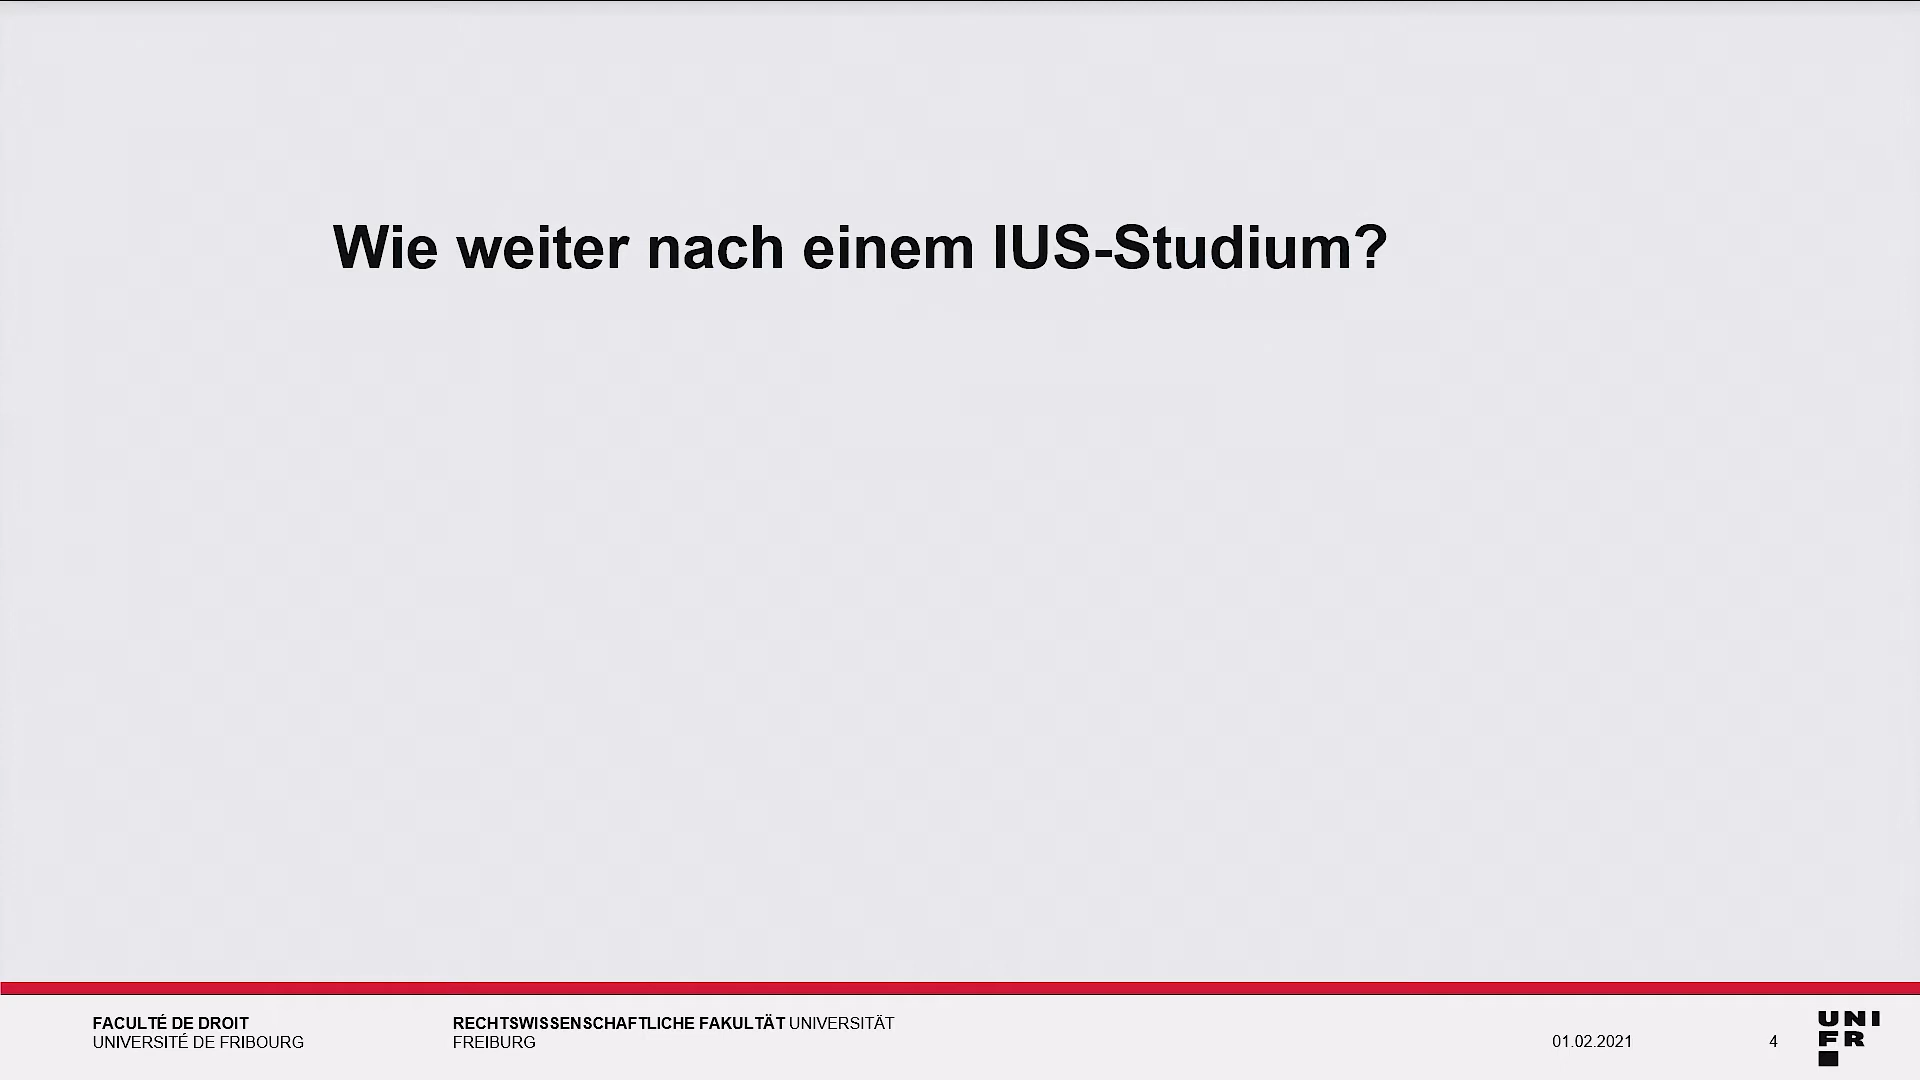 Wie weiter nach einem IUS-Studium?
FACULTÉ DE DROIT
UNIVERSITÉ DE FRIBOURG
RECHTSWISSENSCHAFTLICHE FAKULTÄT UNIVERSITÄT
FREIBURG
01.02.2021
4
UNI
FR